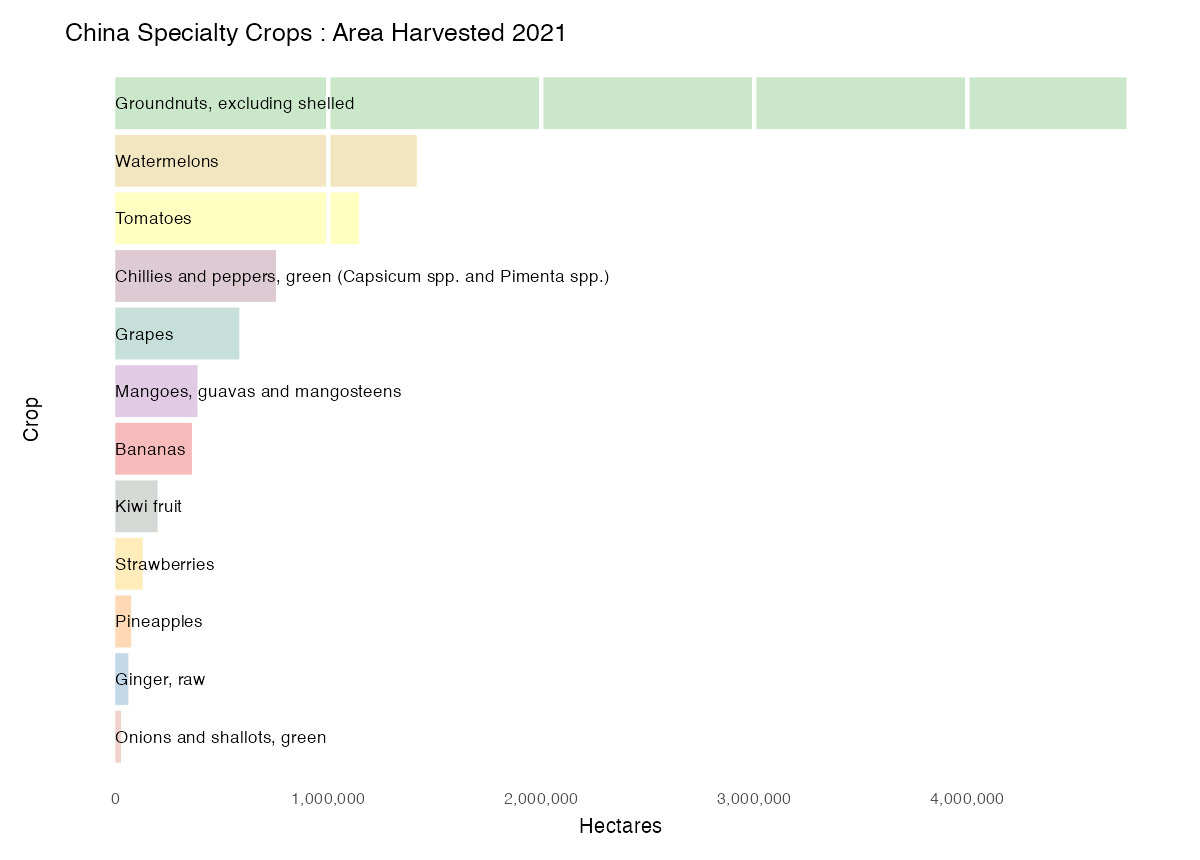 China Specialty Crops : Area Harvested 2021
Groundnuts, excluding shelled
Watermelons
Tomatoes
Chillies and peppers, green (Capsicum spp. and Pimenta spp.)
Grapes
Mangoes, guavas and mangosteens
Bananas
Kiwi fruit
Strawberries
Pineapples
Ginger, raw
Onions and shallots, green
Crop
0 1,000,000 2,000,000 3,000,000 4,000,000
Hectares